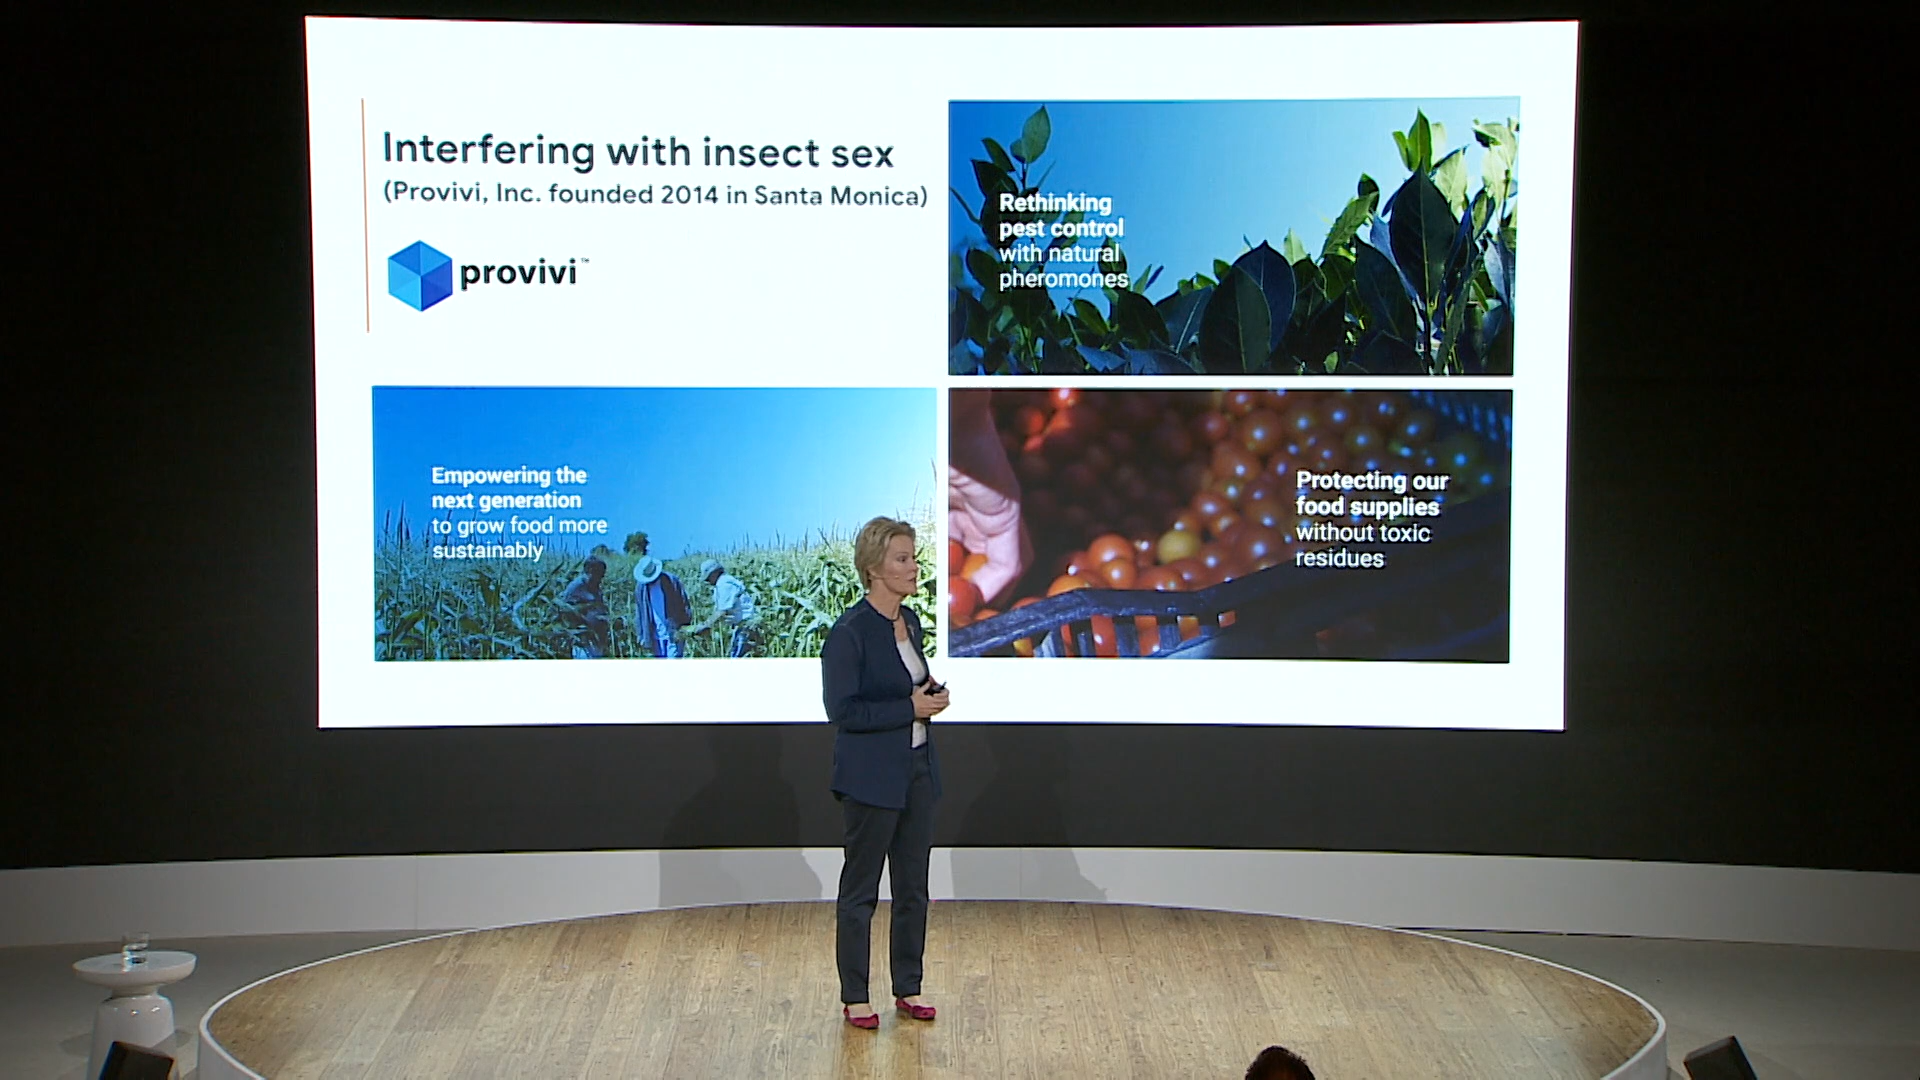 Interfering with insect sex
(Provivi, Inc. founded 2014 in Santa Monica)
provivi™
Rethinking
pest control
with natural
pheromones
Empowering the
next generation
to grow food more
sustainably
Protecting our
food supplies
without toxic
residues